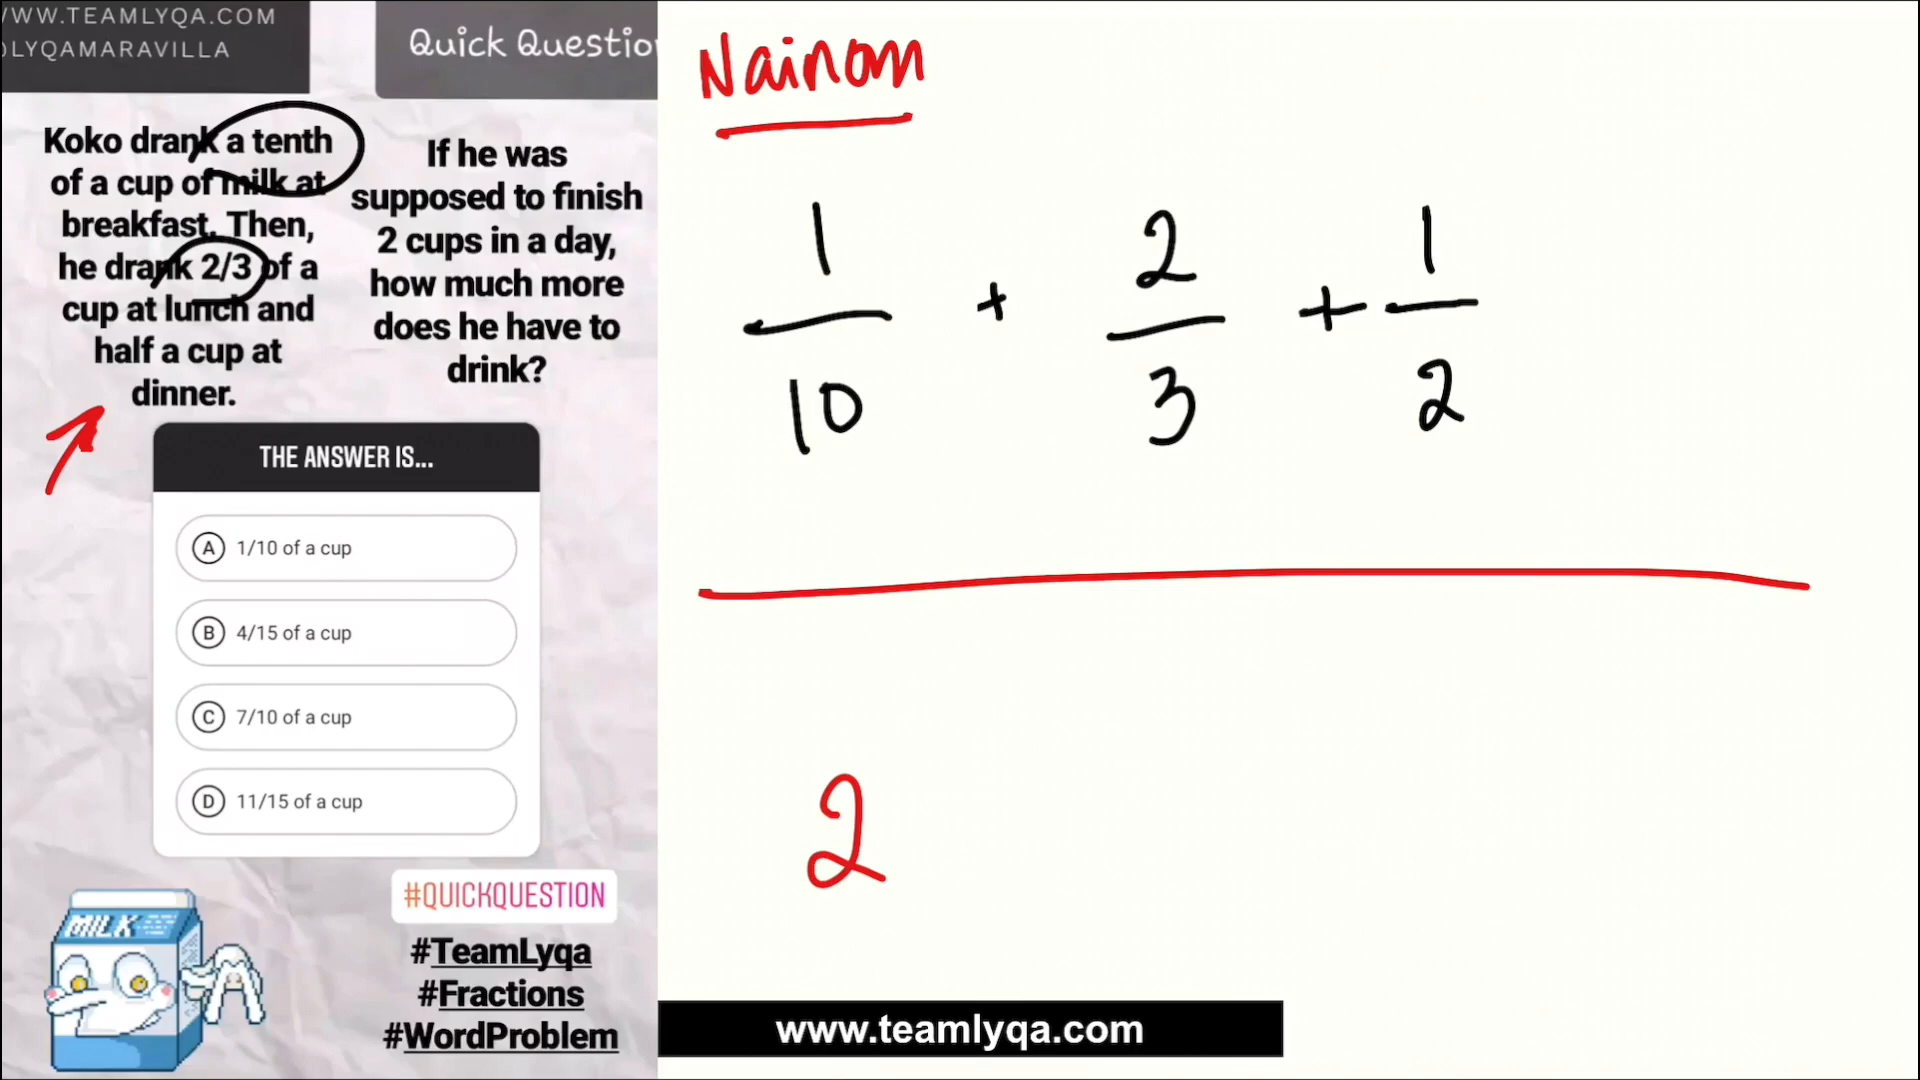 WWW.TEAMLYQA.COM
@LYQAMARAVILLA
Quick Questio
Koko drank a tenth
of a cup of milk at
breakfast. Then,
he drank 2/3 of a
cup at lunch and
half a cup at
dinner.
If he was
supposed to finish
2 cups in a day,
how much more
does he have to
drink?
THE ANSWER IS...
A 1/10 of a cup
B 4/15 of a cup
C 7/10 of a cup
D 11/15 of a cup
MILK
#QUICKQUESTION
#TeamLyqa
#Fractions
#WordProblem
Nainom
1/10 + 2/3 + 1/2
2
www.teamlyqa.com